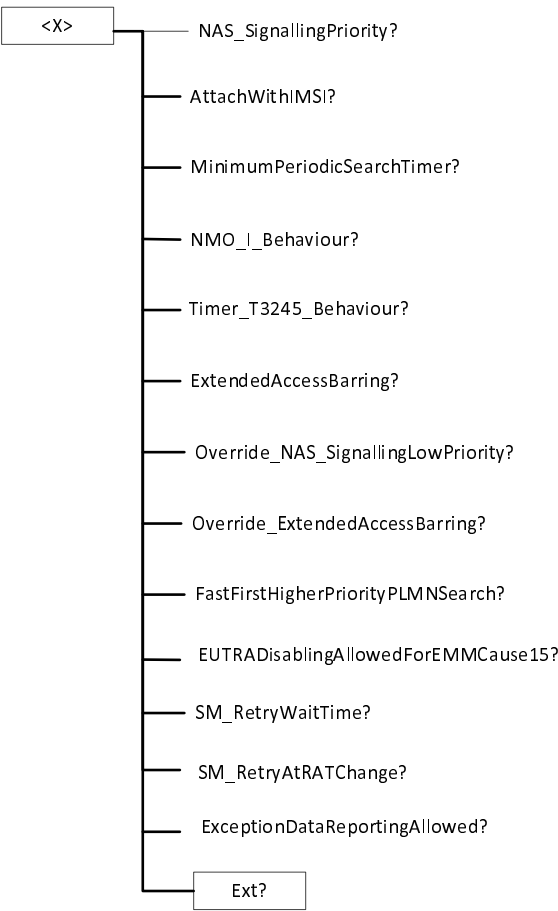 <X>
NAS_SignallingPriority?
AttachWithIMSI?
MinimumPeriodicSearchTimer?
NMO_I_Behaviour?
Timer_T3245_Behaviour?
ExtendedAccessBarring?
Override_NAS_SignallingLowPriority?
Override_ExtendedAccessBarring?
FastFirstHigherPriorityPLMNSearch?
EUTRADisablingAllowedForEMMCause15?
SM_RetryWaitTime?
SM_RetryAtRATChange?
ExceptionDataReportingAllowed?
Ext?